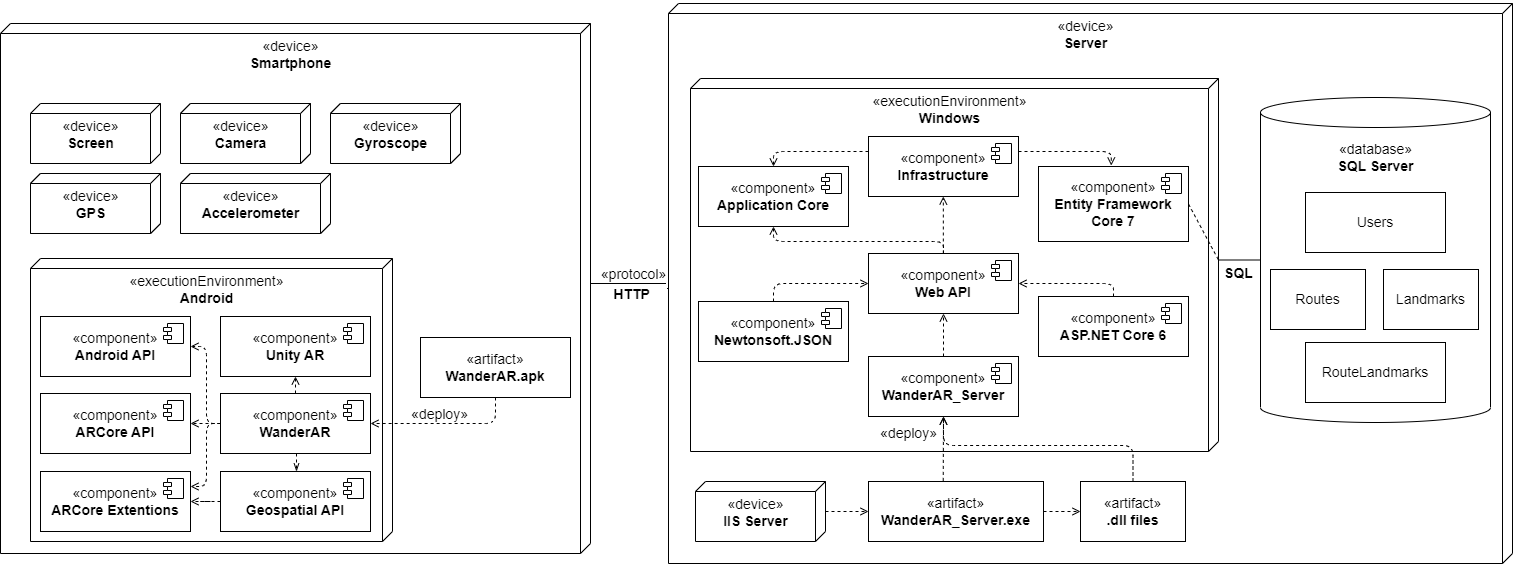 «device»
Smartphone
«device»
Screen
«device»
Camera
«device»
Gyroscope
«device»
GPS
«device»
Accelerometer
«executionEnvironment»
Android
«component»
Android API
«component»
Unity AR
«component»
ARCore API
«component»
WanderAR
«component»
ARCore Extentions
«component»
Geospatial API
«artifact»
WanderAR.apk
«deploy»
«protocol»
HTTP
«device»
Server
«executionEnvironment»
Windows
«component»
Infrastructure
«component»
Application Core
«component»
Entity Framework
Core 7
«component»
Web API
«component»
Newtonsoft.JSON
«component»
ASP.NET Core 6
«component»
WanderAR_Server
«deploy»
«device»
IIS Server
«artifact»
WanderAR_Server.exe
«artifact»
.dll files
SQL
«database»
SQL Server
Users
Routes
Landmarks
RouteLandmarks